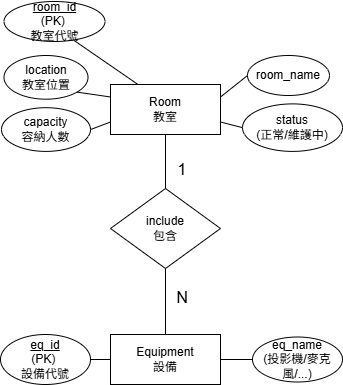 room_id
(PK)
教室代號
location
教室位置
room_name
Room
教室
capacity
容納人數
status
(正常/維護中)
1
include
包含
N
eq_id
(PK)
設備代號
Equipment
設備
eq_name
(投影機/麥克
風/...)